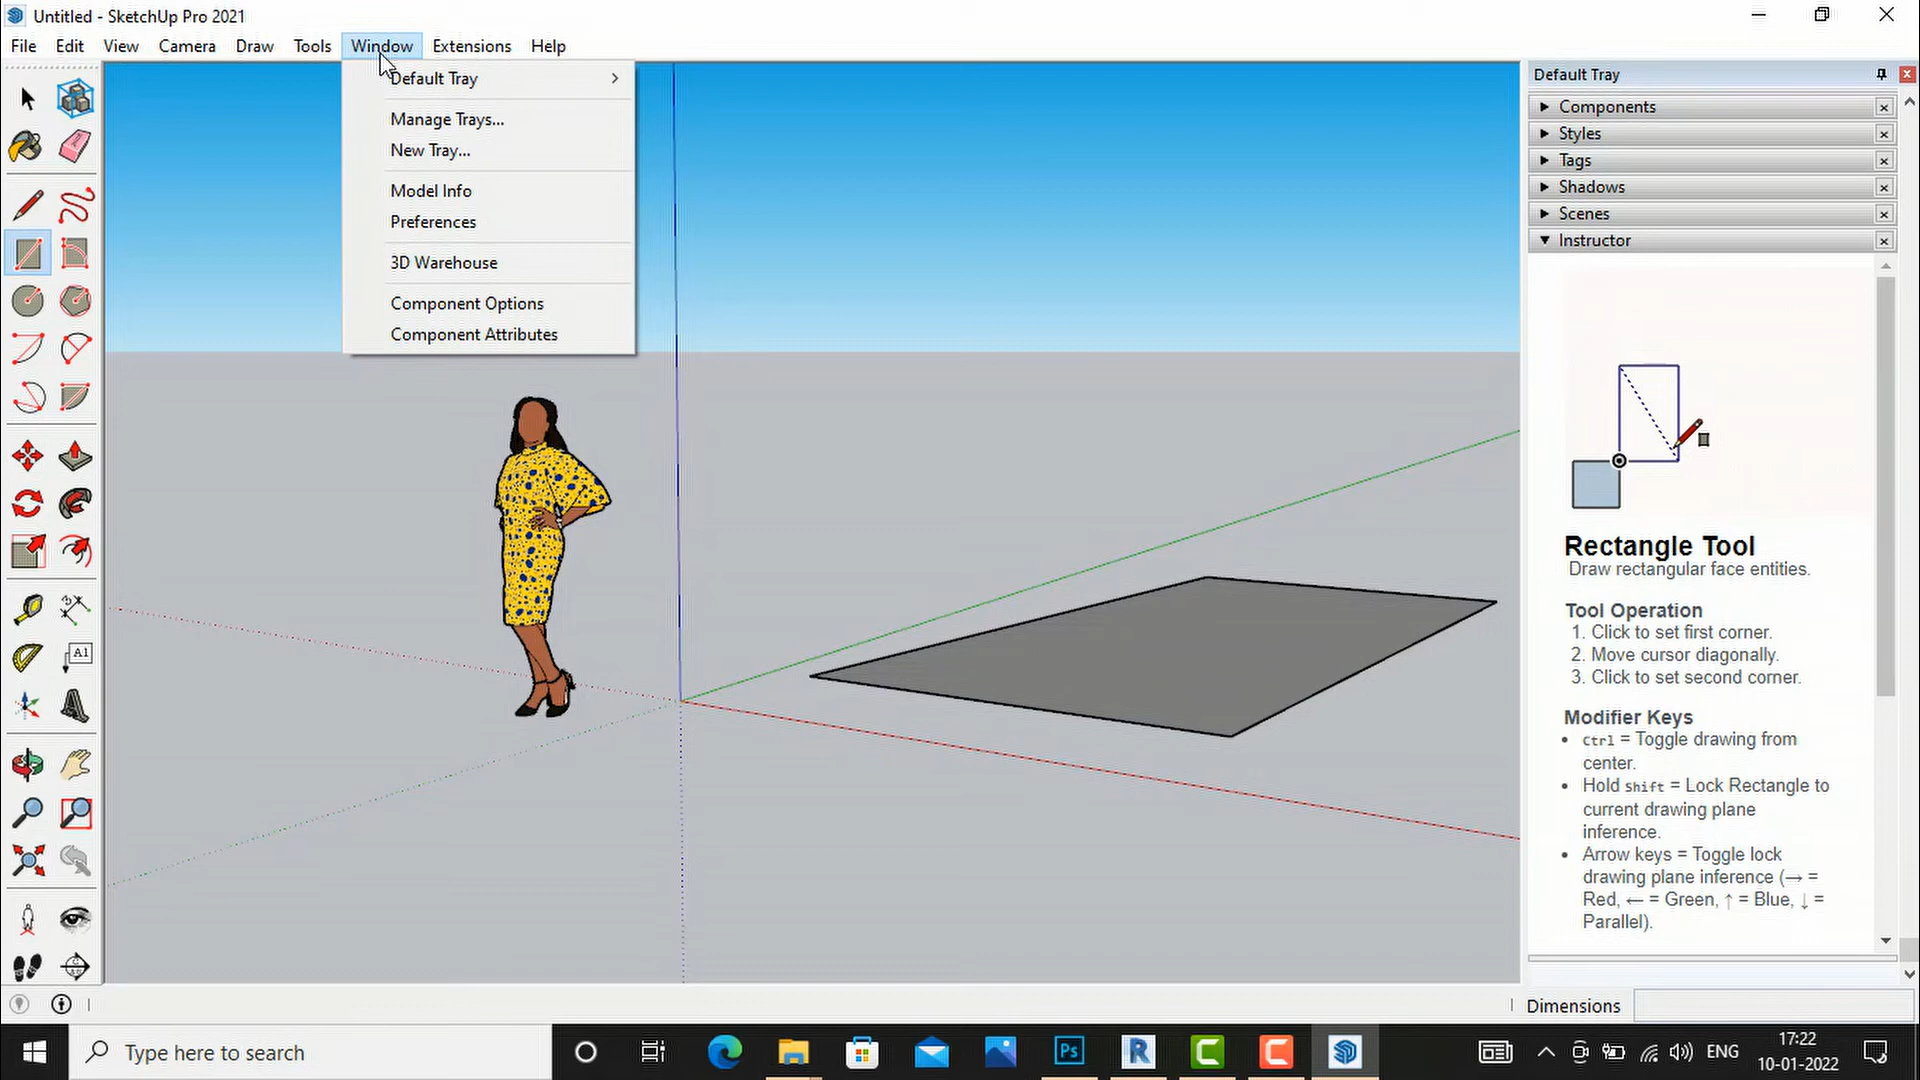 Untitled - SketchUp Pro 2021
File Edit View Camera Draw Tools Window Extensions Help
Default Tray
Manage Trays...
New Tray...
Model Info
Preferences
3D Warehouse
Component Options
Component Attributes
A1
Default Tray
Components
Styles
Tags
Shadows
Scenes
Instructor
Rectangle Tool
Draw rectangular face entities.
Tool Operation
1. Click to set first corner.
2. Move cursor diagonally.
3. Click to set second corner.
Modifier Keys
• Ctrl = Toggle drawing from
center.
• Hold Shift = Lock Rectangle to
current drawing plane
inference.
• Arrow keys = Toggle lock
drawing plane inference (→ =
Red, ← = Green, ↑ = Blue, ↓ =
Parallel).
Dimensions
Type here to search
Ps
R
C
C
ENG
17:22
10-01-2022